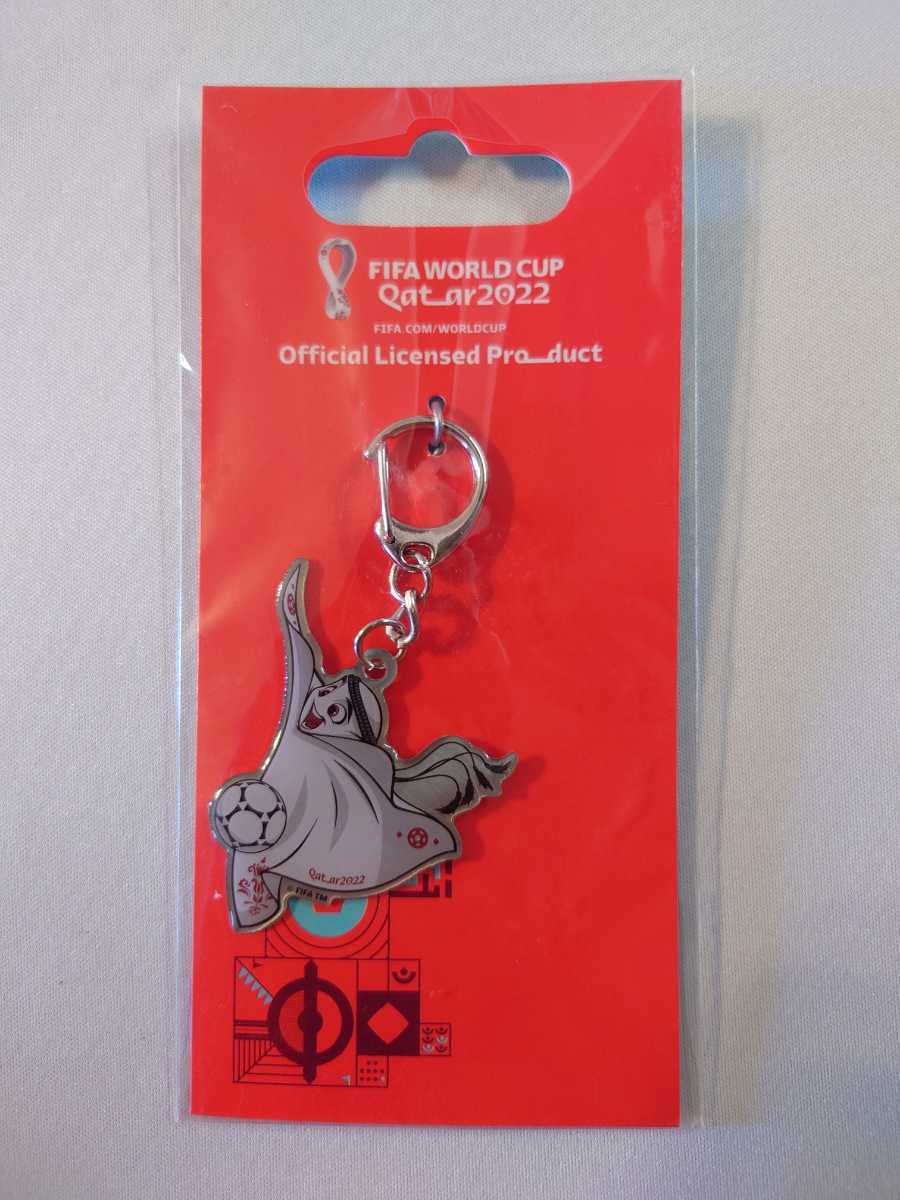 FIFA WORLD CUP
Qatar2022
FIFA.COM/WORLDCUP
Official Licensed Product
Qatar2022
© FIFA TM